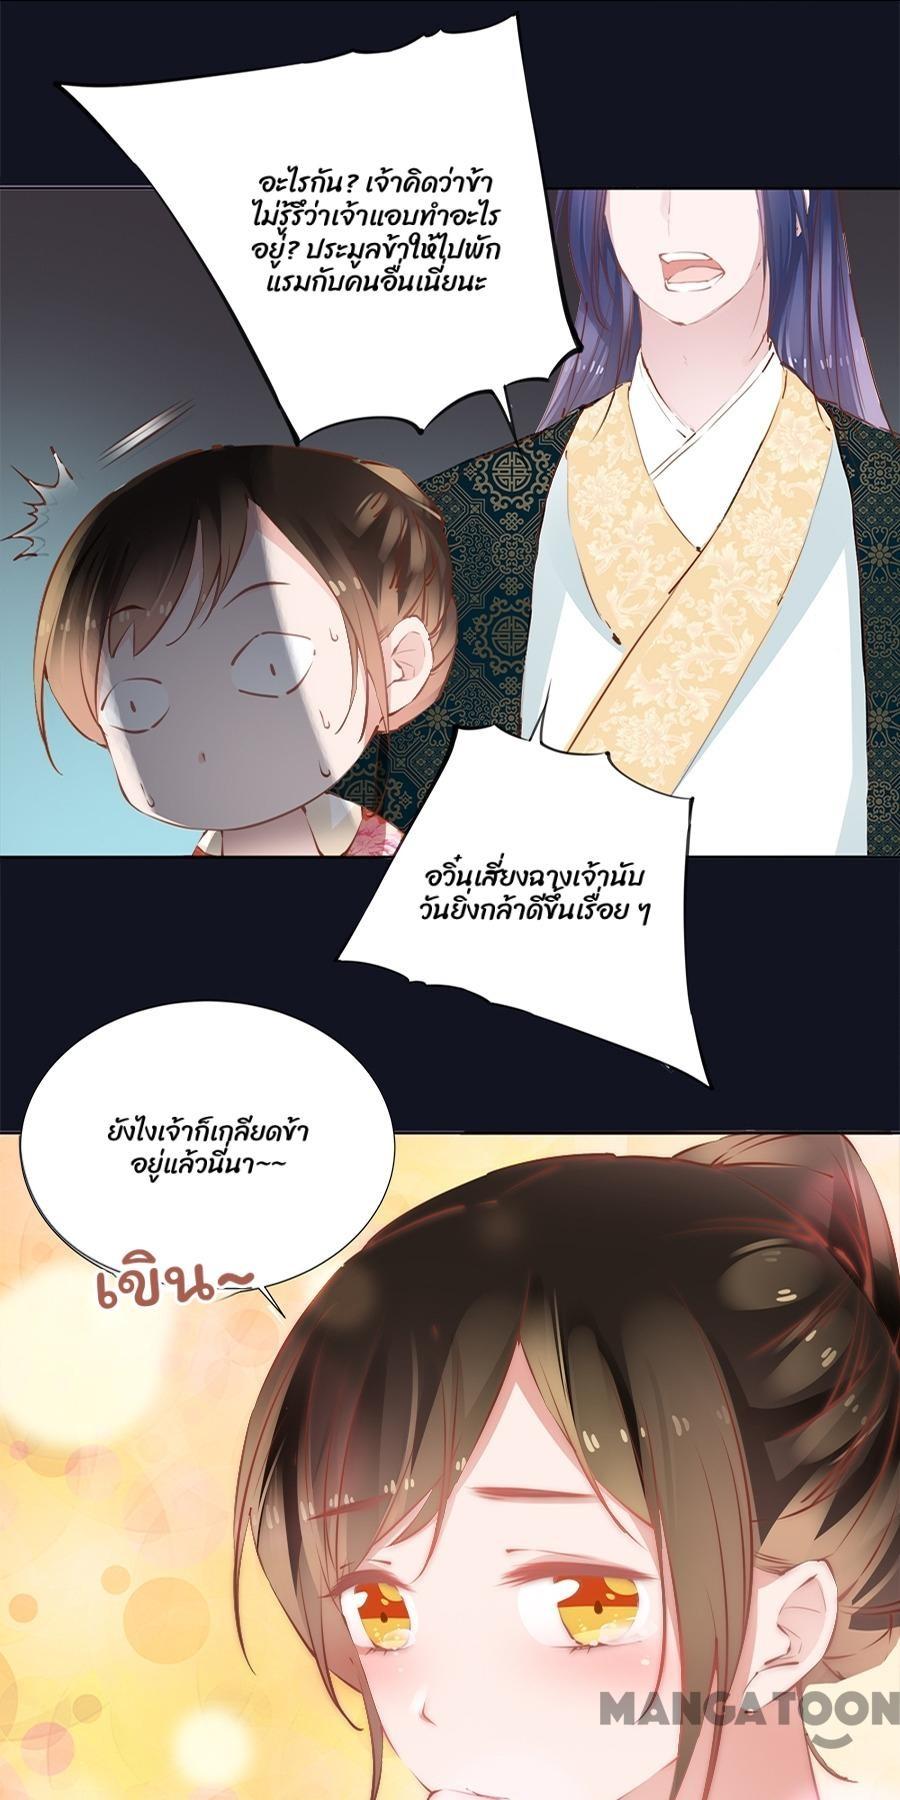 อะไรกัน? เจ้าคิดว่าข้า
ไม่รู้รึว่าเจ้าแอบทำอะไร
อยู่? ประมูลข้าให้ไปพัก
แรมกับคนอื่นเนี่ยนะ
อวิ๋นเสี่ยงฉางเจ้านับ
วันยิ่งกล้าดีขึ้นเรื่อย ๆ
ยังไงเจ้าก็เกลียดข้า
อยู่แล้วนี่นา~~
เขิน~
MANGATOON